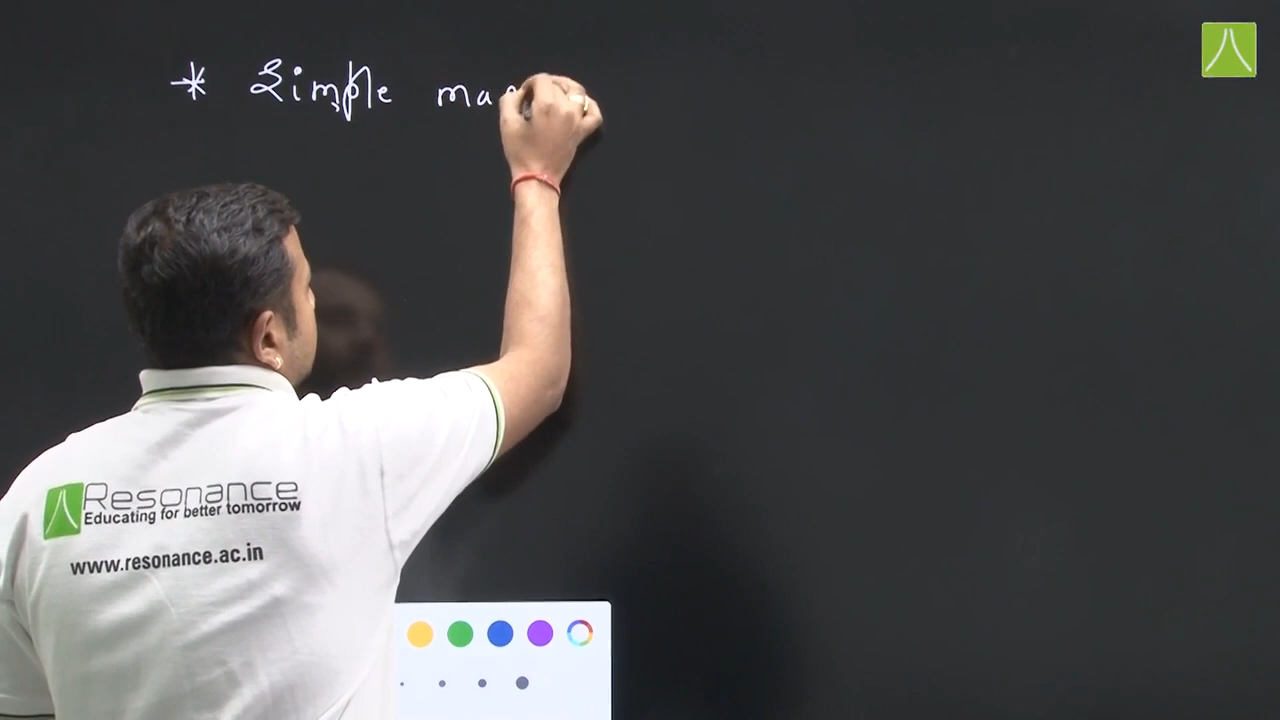 * Simple ma
Resonance
Educating for better tomorrow
www.resonance.ac.in